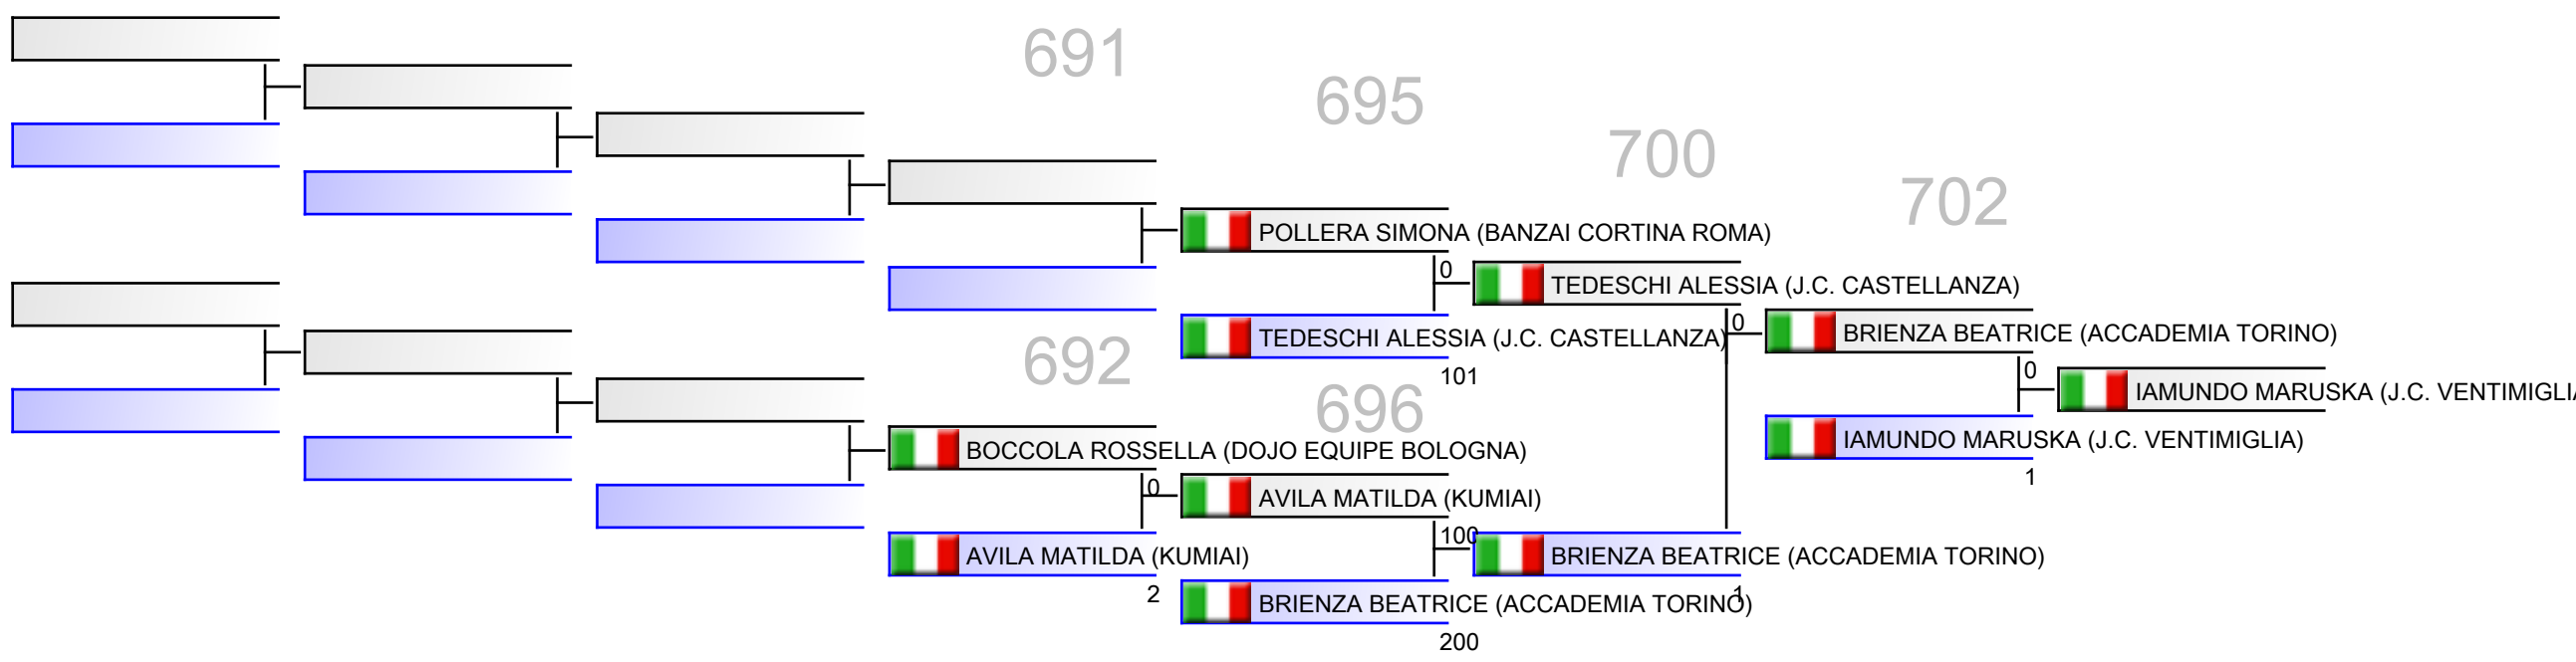 691
695
700
702
POLLERA SIMONA (BANZAI CORTINA ROMA)
0
TEDESCHI ALESSIA (J.C. CASTELLANZA)
0
TEDESCHI ALESSIA (J.C. CASTELLANZA)
BRIENZA BEATRICE (ACCADEMIA TORINO)
692
101
0
696
IAMUNDO MARUSKA (J.C. VENTIMIGLIA
BOCCOLA ROSSELLA (DOJO EQUIPE BOLOGNA)
IAMUNDO MARUSKA (J.C. VENTIMIGLIA)
1
0
AVILA MATILDA (KUMIAI)
100
AVILA MATILDA (KUMIAI)
BRIENZA BEATRICE (ACCADEMIA TORINO)
2
1
BRIENZA BEATRICE (ACCADEMIA TORINO)
200